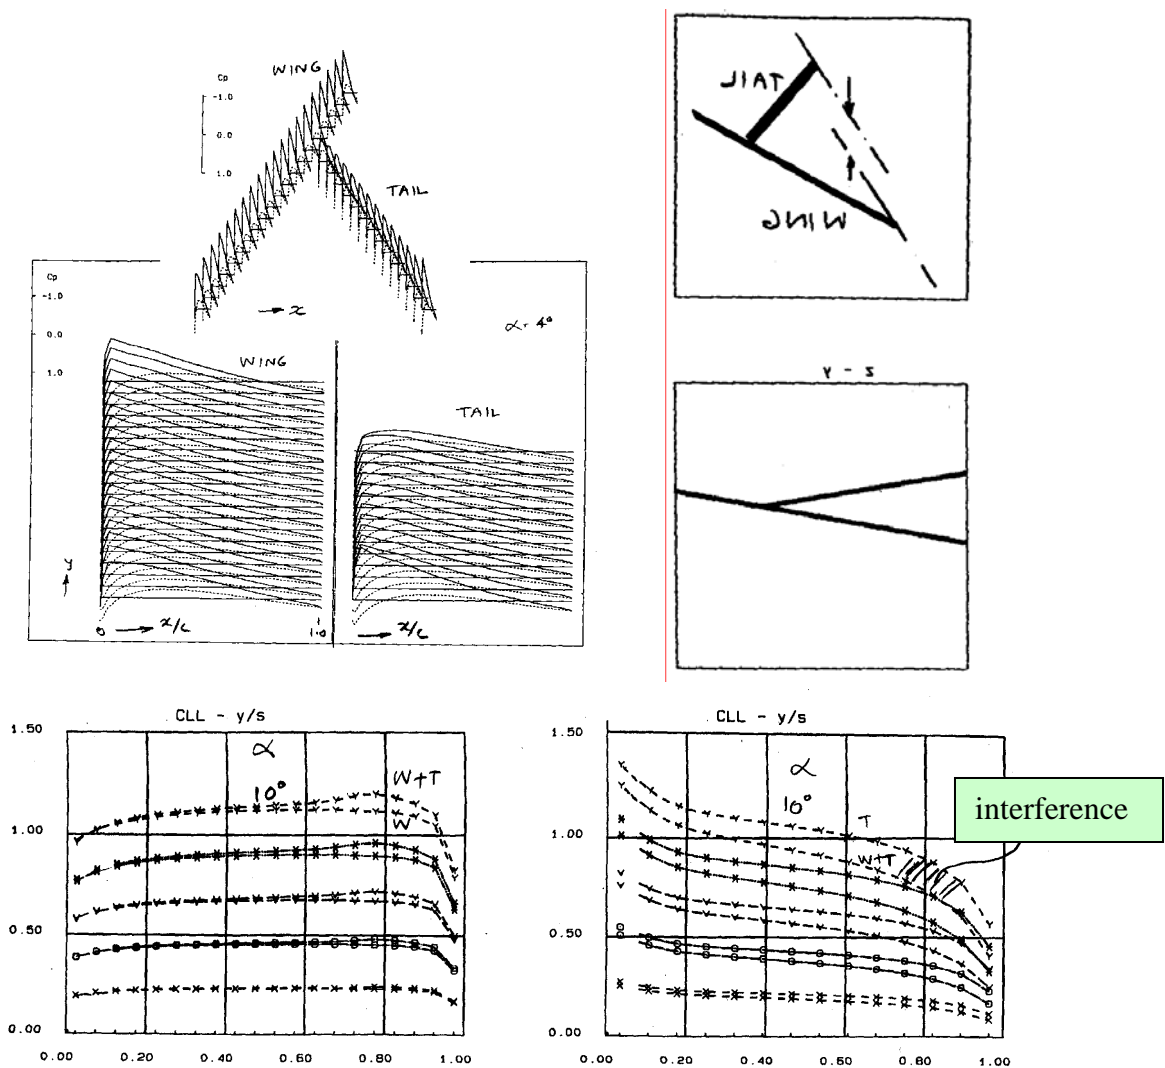 WING
Cp
-1.0
0.0
1.0
TAIL
x
Cp
-1.0
0.0
1.0
α = 4°
WING
TAIL
y
0
x/c
1.0
x/c
TAIL
WING
y - s
CLL - y/s
1.50
1.00
0.50
0.00
α
10°
W+T
W
0.00 0.20 0.40 0.60 0.80 1.00
CLL - y/s
1.50
1.00
0.50
0.00
α
10°
T
W+T
interference
0.00 0.20 0.40 0.60 0.80 1.00